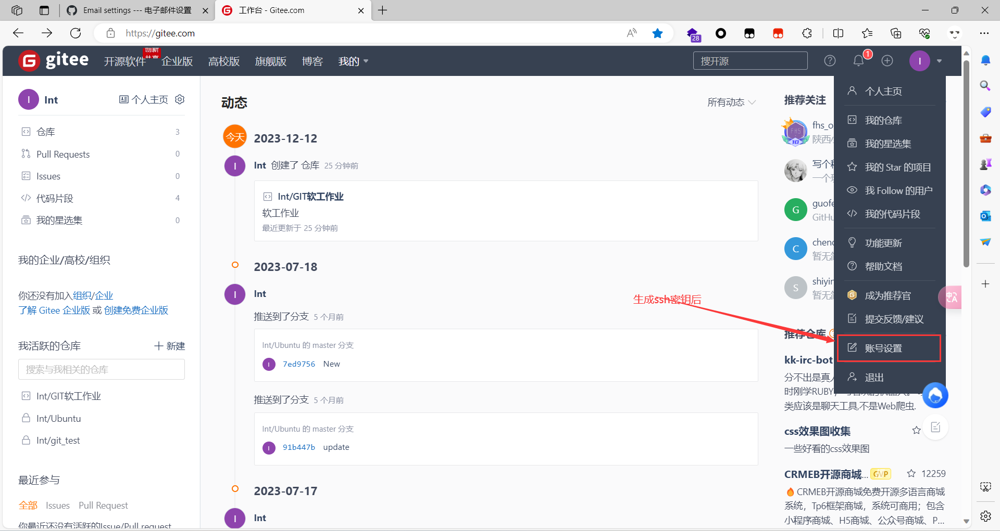 Email settings --- 电子邮件设置
工作台 - Gitee.com
https://gitee.com
28
gitee
开源软件
创新
企业版
高校版
旗舰版
博客
我的
搜开源
1
I
I
Int
个人主页
仓库 3
Pull Requests 0
Issues 0
代码片段 4
我的星选集 0
我的企业/高校/组织
你还没有加入组织/企业
了解 Gitee 企业版 或 创建免费企业版
我活跃的仓库
新建
搜索与我相关的仓库
Int/GIT软工作业
Int/Ubuntu
Int/git_test
最近参与
全部 Issues Pull Request
你最近还没有活跃的Issue/Pull request
动态
所有动态
今天
2023-12-12
I
Int 创建了 仓库 25 分钟前
Int/GIT软工作业
软工作业
最近更新于 25 分钟前
2023-07-18
I
Int
推送到了分支 5 个月前
Int/Ubuntu 的 master 分支
I
7ed9756 New
推送到了分支 5 个月前
Int/Ubuntu 的 master 分支
I
91b447b update
2023-07-17
I
Int
生成ssh密钥后
推荐关注
FHS
10
fhs_o
陕西
写个
一个
G
guofe
GitHu
C
chen
暂无
S
shiyin
暂无
推荐仓库
kk-irc-bot
分不出是真
时刚学RUBY,
类应该是聊天工具,不是Web爬虫.
css效果图收集
一些好看的css效果图
CRMEB开源商城... GVP 12259
CRMEB开源商城免费开源多语言商城
系统，Tp6框架商城，系统可商用；包含
小程序商城、H5商城、公众号商城、P...
个人主页
我的仓库
我的星选集
我的 Star 的项目
我 Follow 的用户
我的代码片段
功能更新
帮助文档
成为推荐官
提交反馈/建议
账号设置
退出